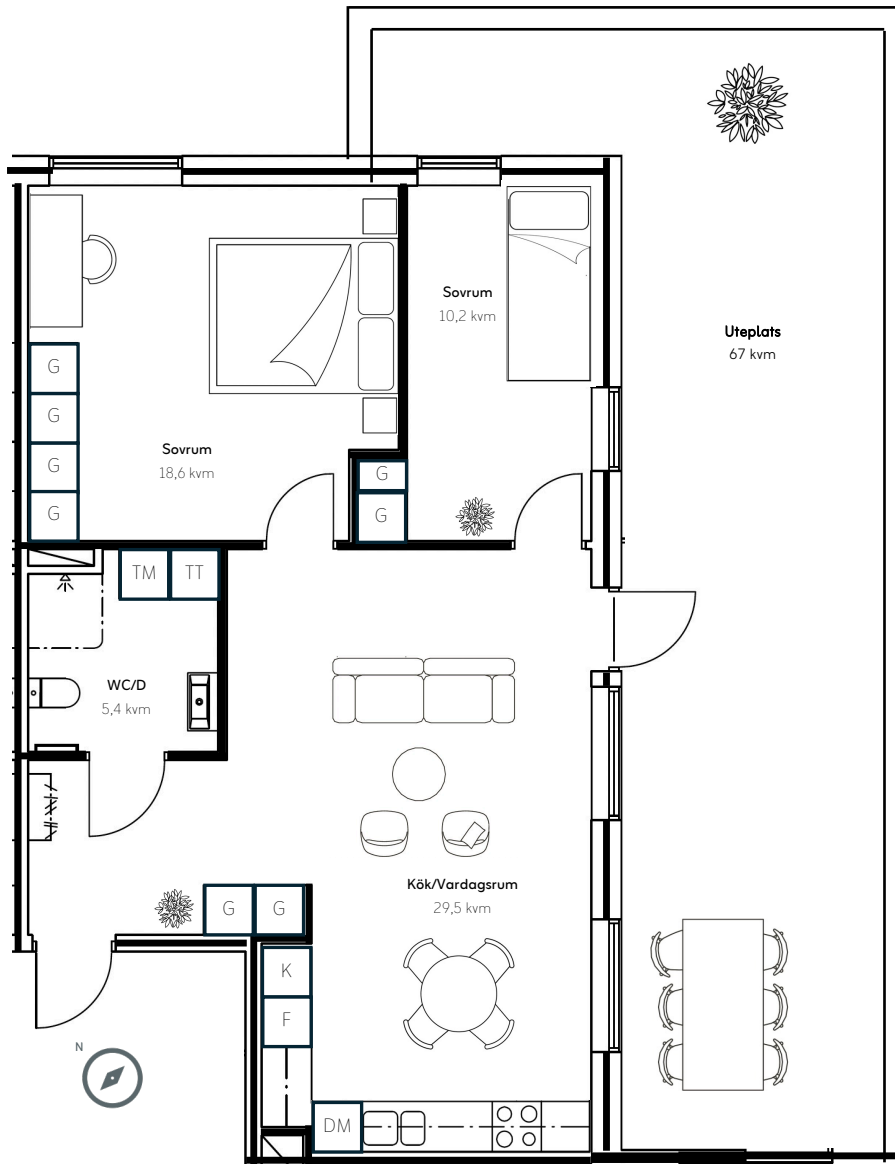 Sovrum
10,2 kvm
Uteplats
67 kvm
G
G
G
G
Sovrum
18,6 kvm
G
G
TM TT
WC/D
5,4 kvm
Kök/Vardagsrum
29,5 kvm
G G
K
F
N
DM